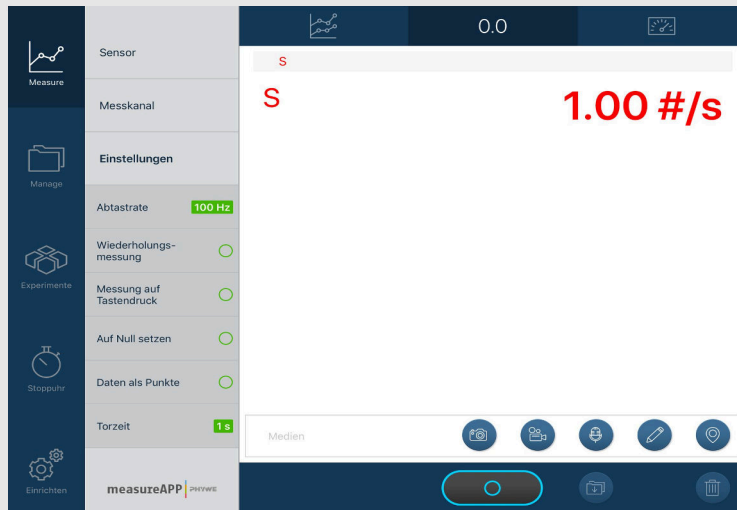 Measure
Manage
Experimente
Stoppuhr
Einrichten
Sensor
Messkanal
Einstellungen
Abtastrate 100 Hz
Wiederholungs-
messung
Messung auf
Tastendruck
Auf Null setzen
Daten als Punkte
Torzeit 1 s
measureAPP PHYWE
0.0
S
S 1.00 #/s
Medien